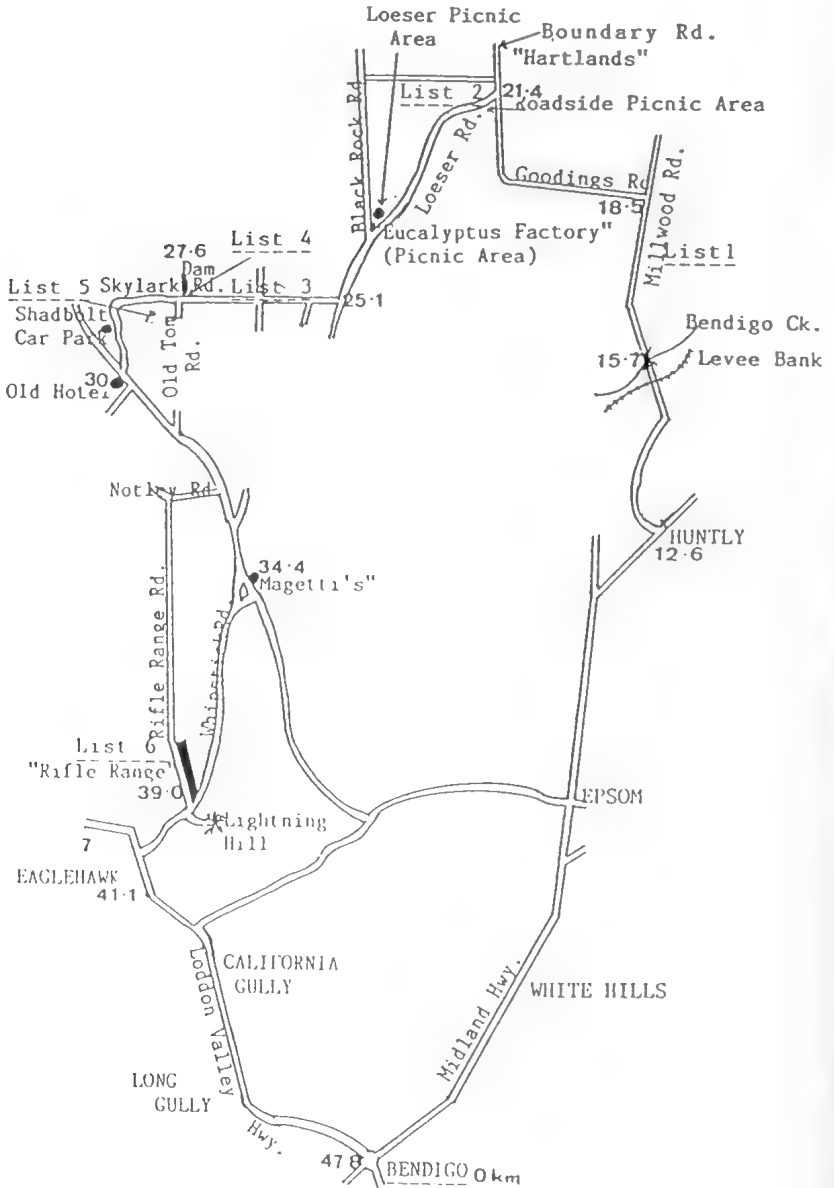 Loeser Picnic
Area
Boundary Rd.
"Hartlands"
List 2
21.4
Roadside Picnic Area
Black Rock Rd
Loeser Rd.
Goodings Rd
18.5
Millwood Rd.
List1
Eucalyptus Factory"
(Picnic Area)
27.6
Dam
List 4
List 5
Skylark Rd.
List 3
25.1
Shadbolt
Car Park
Old Tom
Rd.
Bendigo Ck.
15.7
Levee Bank
30
Old Hotel
Notley Rd
HUNTLY
12.6
34.4
Magetti's"
Rifle Range Rd.
Whipstick Rd.
List 6
"Rifle Range"
39.0
Lightning
Hill
EPSOM
7
EAGLEHAWK
41.1
CALIFORNIA
GULLY
Loddon Valley
Hwy.
WHITE HILLS
Midland Hwy.
LONG
GULLY
47 8
BENDIGO 0km